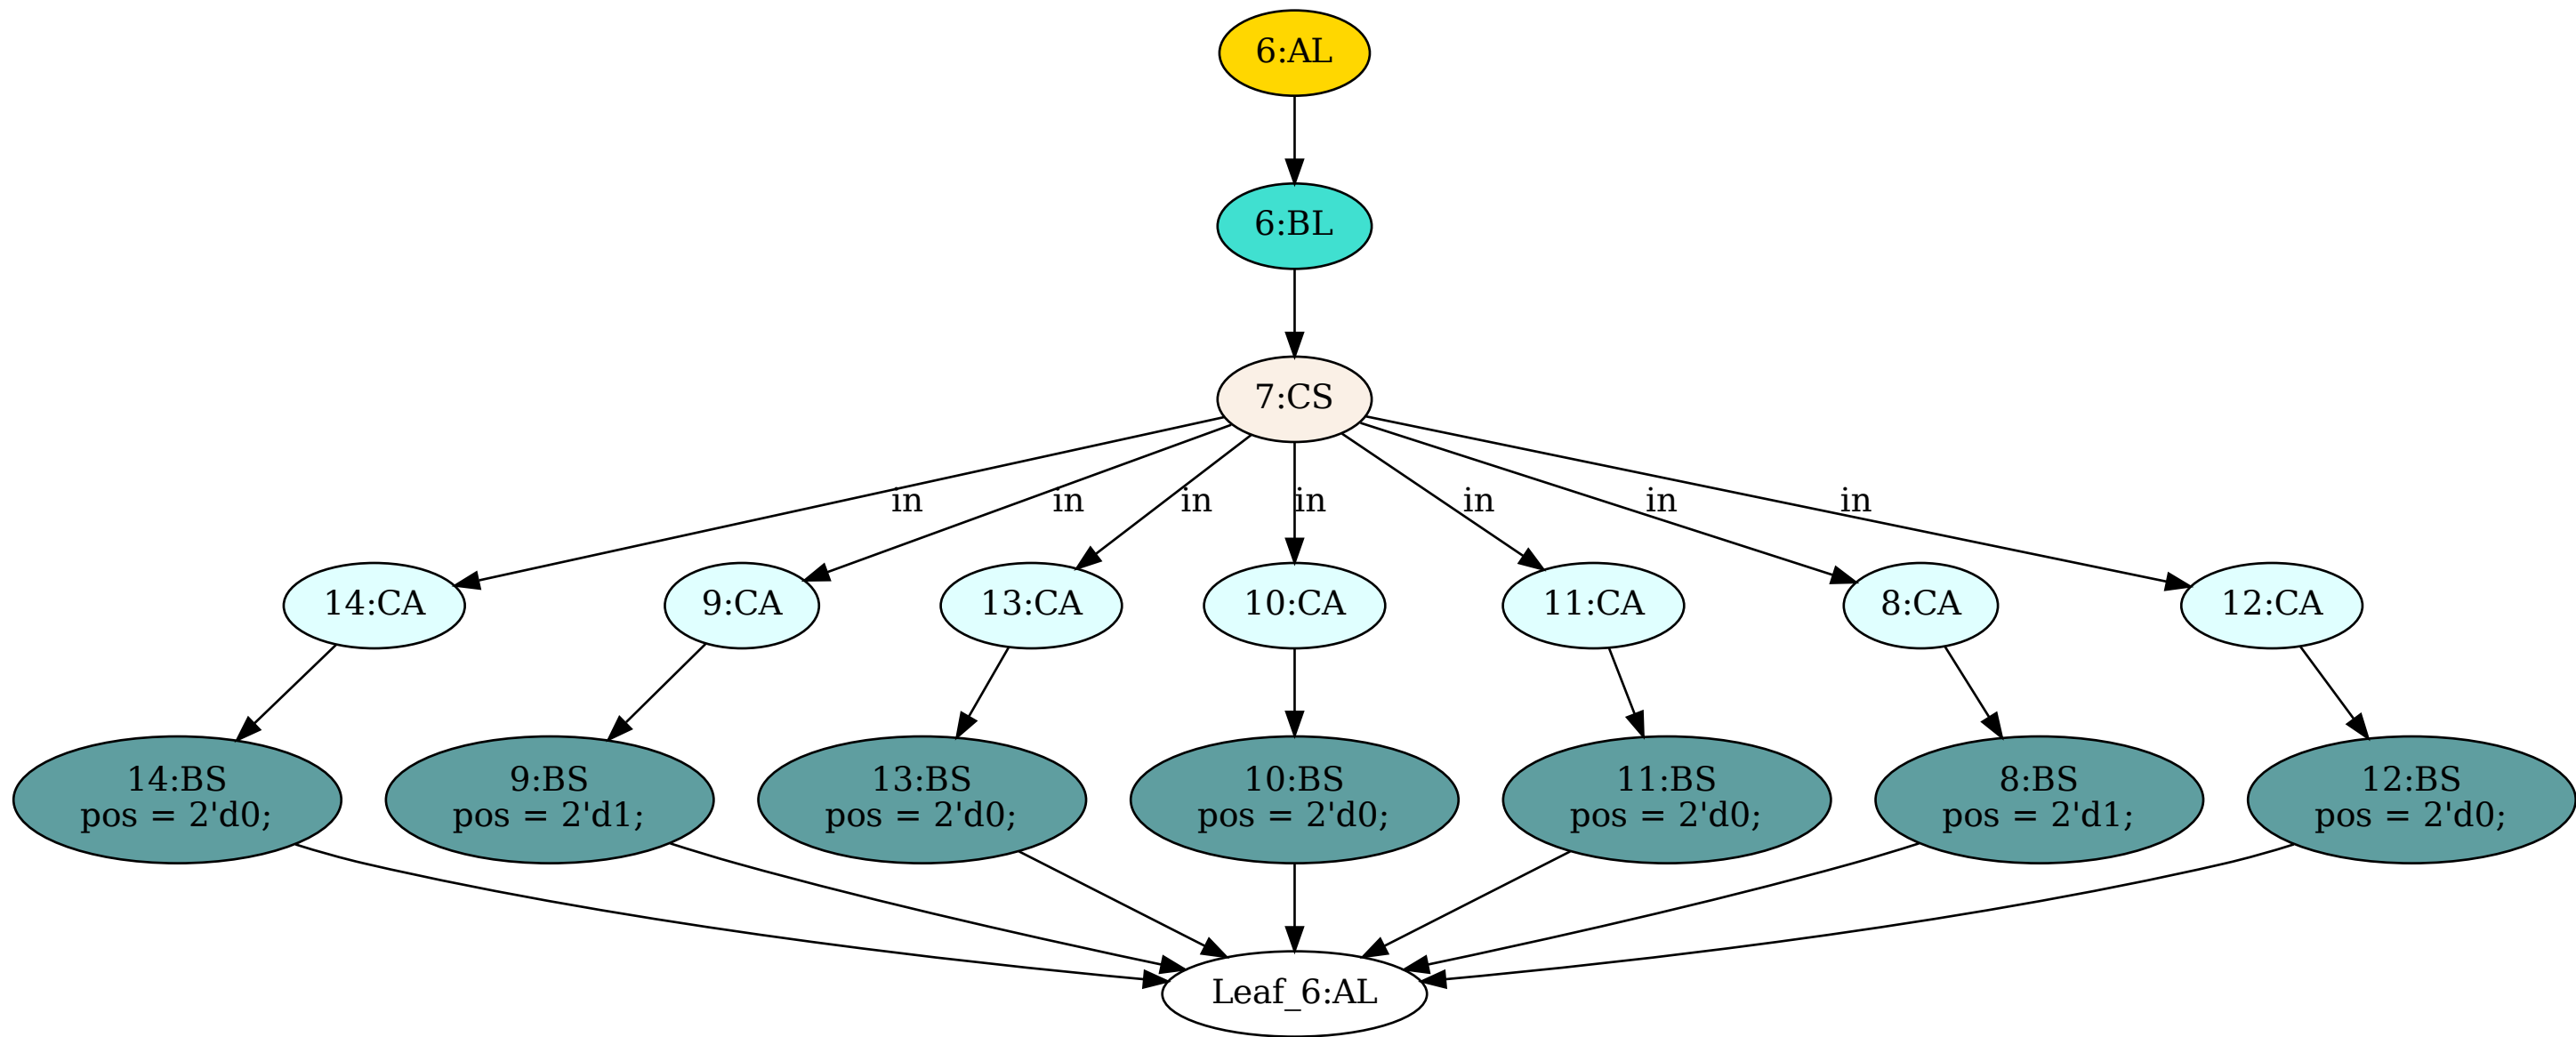 6:AL
6:BL
7:CS
in in in in in in in
14:CA 9:CA 13:CA 10:CA 11:CA 8:CA 12:CA
14:BS 9:BS 13:BS 10:BS 11:BS 8:BS 12:BS
pos = 2'd0; pos = 2'd1; pos = 2'd0; pos = 2'd0; pos = 2'd0; pos = 2'd1; pos = 2'd0;
Leaf_6:AL